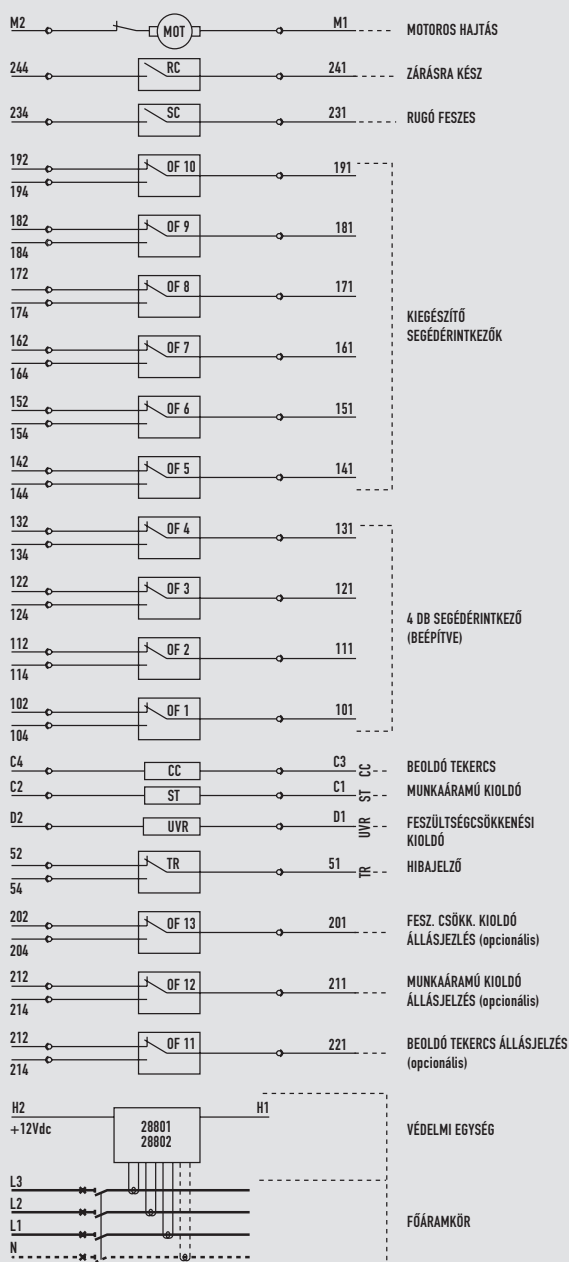 M2 MOT M1 MOTOROS HAJTÁS
244 RC 241 ZÁRÁSRA KÉSZ
234 SC 231 RUGÓ FESZES
192 OF 10 191
194
182 OF 9 181
184
172 OF 8 171
174
KIEGÉSZÍTŐ
SEGÉDÉRINTKEZŐK
162 OF 7 161
164
152 OF 6 151
154
142 OF 5 141
144
132 OF 4 131
134
122 OF 3 121
124
4 DB SEGÉDÉRINTKEZŐ
(BEÉPÍTVE)
112 OF 2 111
114
102 OF 1 101
104
C4 CC C3 CC BEOLDÓ TEKERCS
C2 ST C1 ST MUNKAÁRAMÚ KIOLDÓ
D2 UVR D1 UVR FESZÜLTSÉGCSÖKKENÉSI
KIOLDÓ
52 TR 51 TR HIBAJELZŐ
54
202 OF 13 201 FESZ. CSÖKK. KIOLDÓ
204 ÁLLÁSJEZLÉS (opcionális)
212 OF 12 211 MUNKAÁRAMÚ KIOLDÓ
214 ÁLLÁSJELZÉS (opcionális)
212 OF 11 221 BEOLDÓ TEKERCS ÁLLÁSJELZÉS
214 (opcionális)
H2 H1
+12Vdc 28801 VÉDELMI EGYSÉG
28802
L3
L2 FŐÁRAMKÖR
L1
N